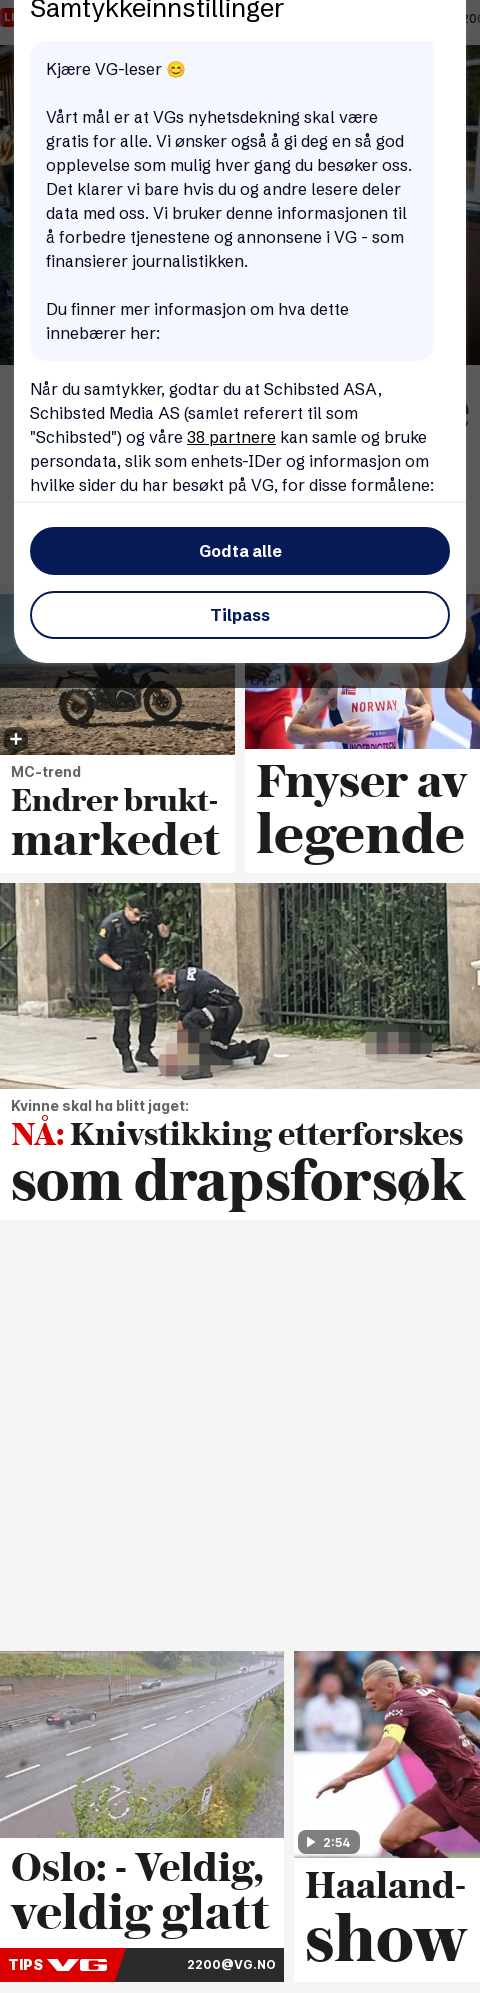 Samtykkeinnstillinger
Kjære VG-leser 😊
Vårt mål er at VGs nyhetsdekning skal være
gratis for alle. Vi ønsker også å gi deg en så god
opplevelse som mulig hver gang du besøker oss.
Det klarer vi bare hvis du og andre lesere deler
data med oss. Vi bruker denne informasjonen til
å forbedre tjenestene og annonsene i VG - som
finansierer journalistikken.
Du finner mer informasjon om hva dette
innebærer her:
Når du samtykker, godtar du at Schibsted ASA,
Schibsted Media AS (samlet referert til som
"Schibsted") og våre 38 partnere kan samle og bruke
persondata, slik som enhets-IDer og informasjon om
hvilke sider du har besøkt på VG, for disse formålene:
Godta alle
Tilpass
NORWAY
MC-trend
Endrer brukt-
markedet
Fnyser av
legende
Kvinne skal ha blitt jaget:
NÅ: Knivstikking etterforskes
som drapsforsøk
Oslo: - Veldig,
veldig glatt
TIPS VG 2200@VG.NO
2:54
Haaland-
show